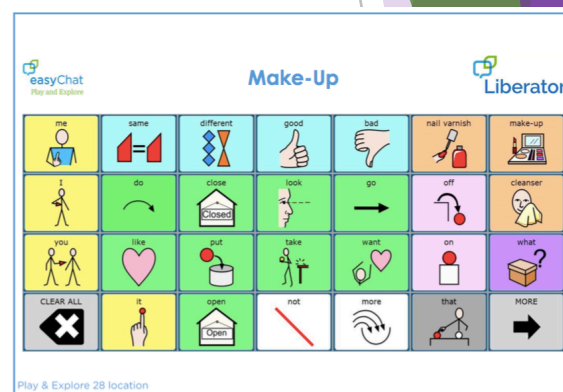 easyChat
Play and Explore
Make-Up
Liberator
me same different good bad nail varnish make-up
I do close look go off cleanser
Closed
you like put take want on what
CLEAR ALL it open not more that MORE
Open
Play & Explore 28 location